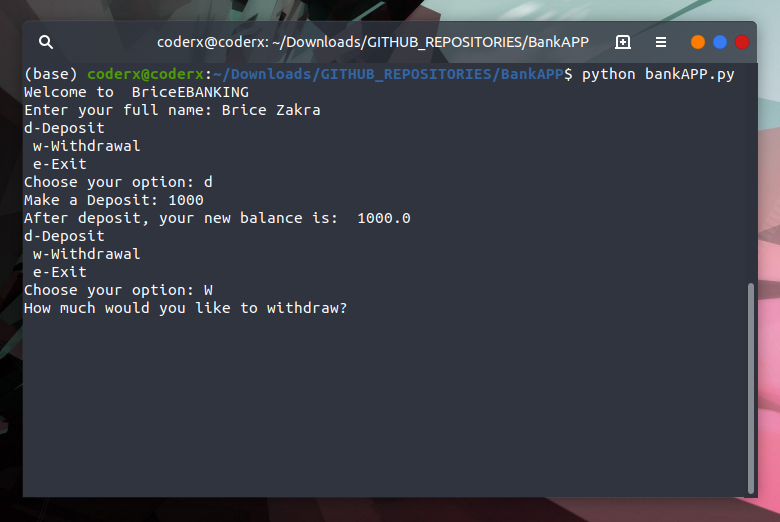 coderx@coderx: ~/Downloads/GITHUB_REPOSITORIES/BankAPP
(base) coderx@coderx:~/Downloads/GITHUB_REPOSITORIES/BankAPP$ python bankAPP.py
Welcome to  BriceEBANKING
Enter your full name: Brice Zakra
d-Deposit
 w-Withdrawal
 e-Exit
Choose your option: d
Make a Deposit: 1000
After deposit, your new balance is:  1000.0
d-Deposit
 w-Withdrawal
 e-Exit
Choose your option: W
How much would you like to withdraw?